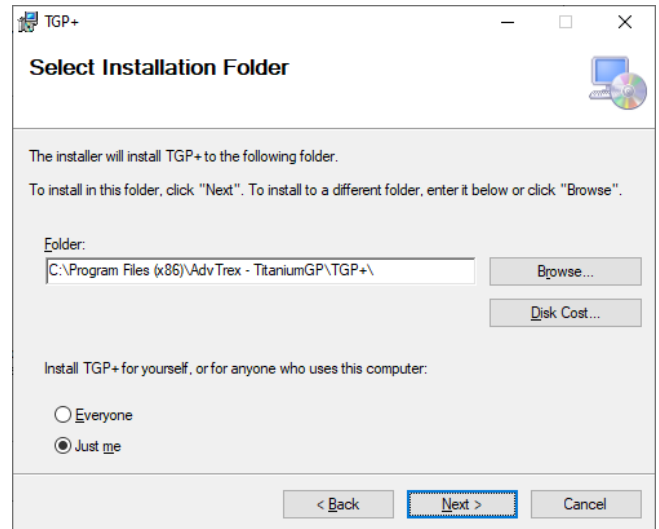 TGP+
Select Installation Folder
The installer will install TGP+ to the following folder.
To install in this folder, click "Next". To install to a different folder, enter it below or click "Browse".
Folder:
C:\Program Files (x86)\AdvTrex - TitaniumGP\TGP+\
Browse...
Disk Cost...
Install TGP+ for yourself, or for anyone who uses this computer:
Everyone
Just me
< Back Next > Cancel